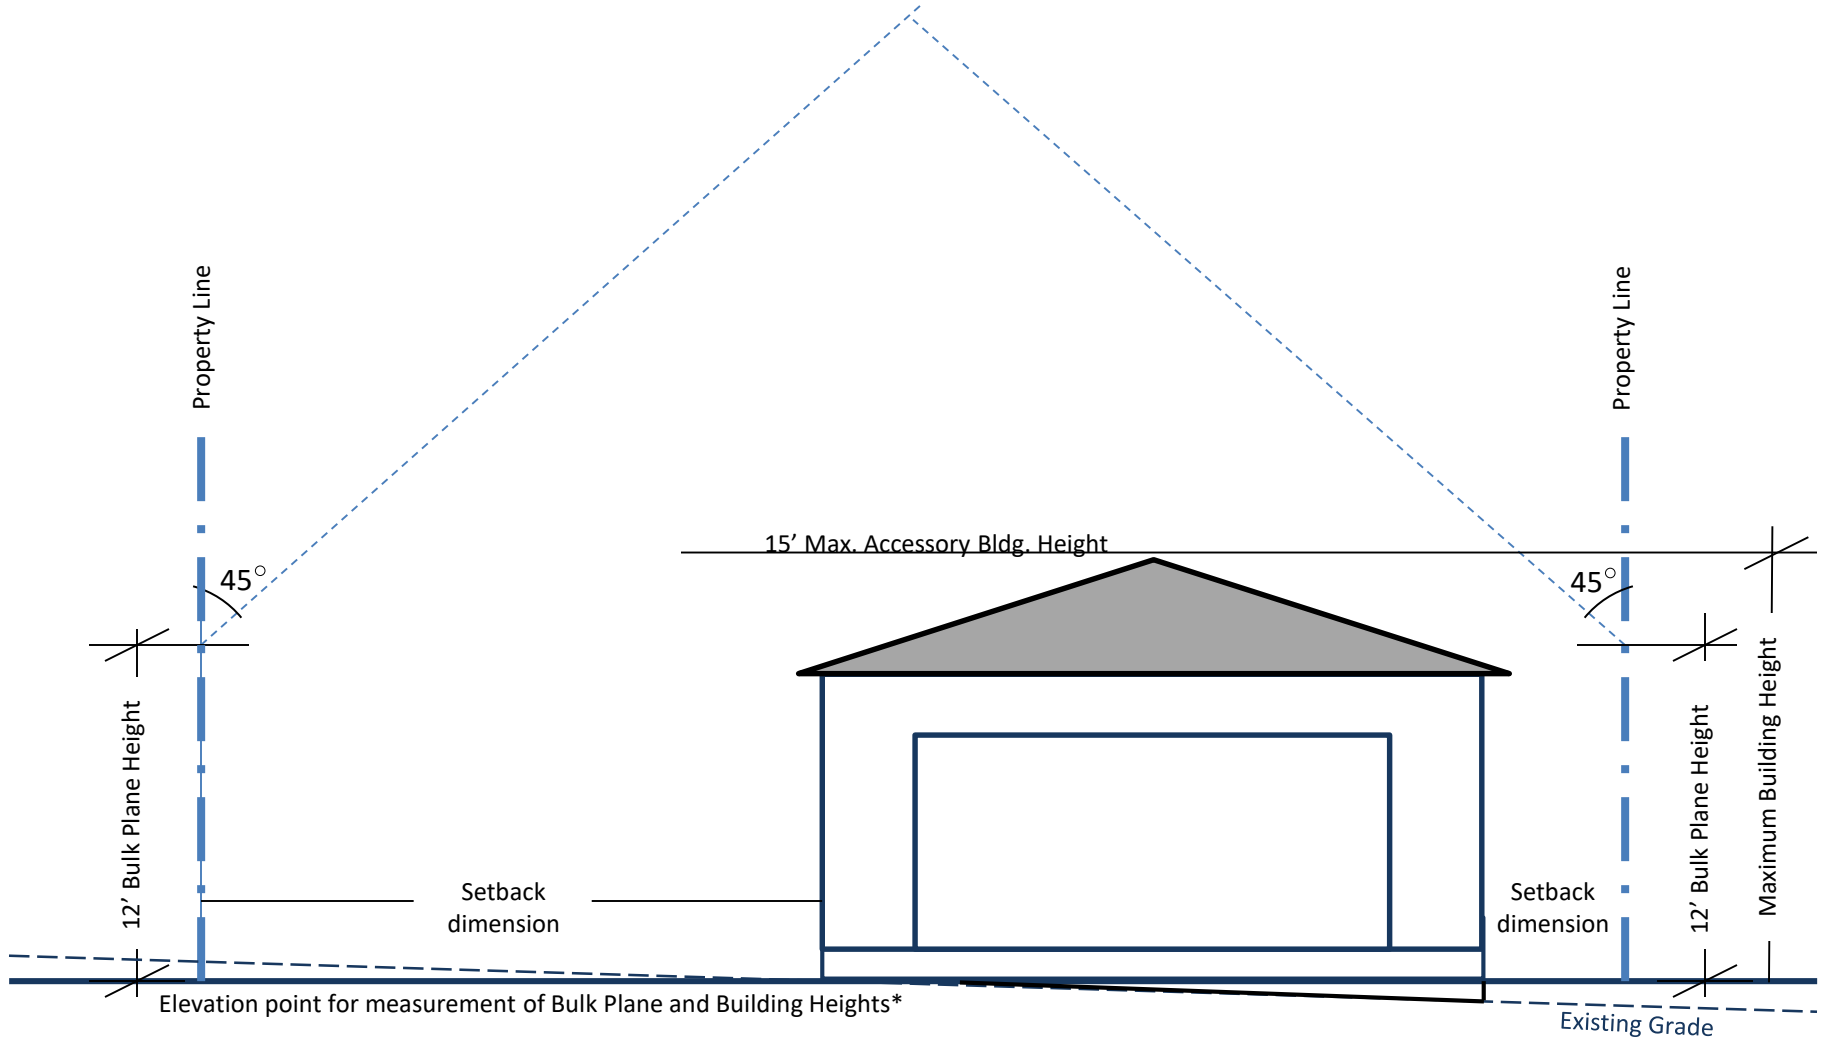 Property Line
Property Line
15’ Max. Accessory Bldg. Height
45°
45°
12’ Bulk Plane Height
12’ Bulk Plane Height
Maximum Building Height
Setback
dimension
Setback
dimension
Elevation point for measurement of Bulk Plane and Building Heights*
Existing Grade